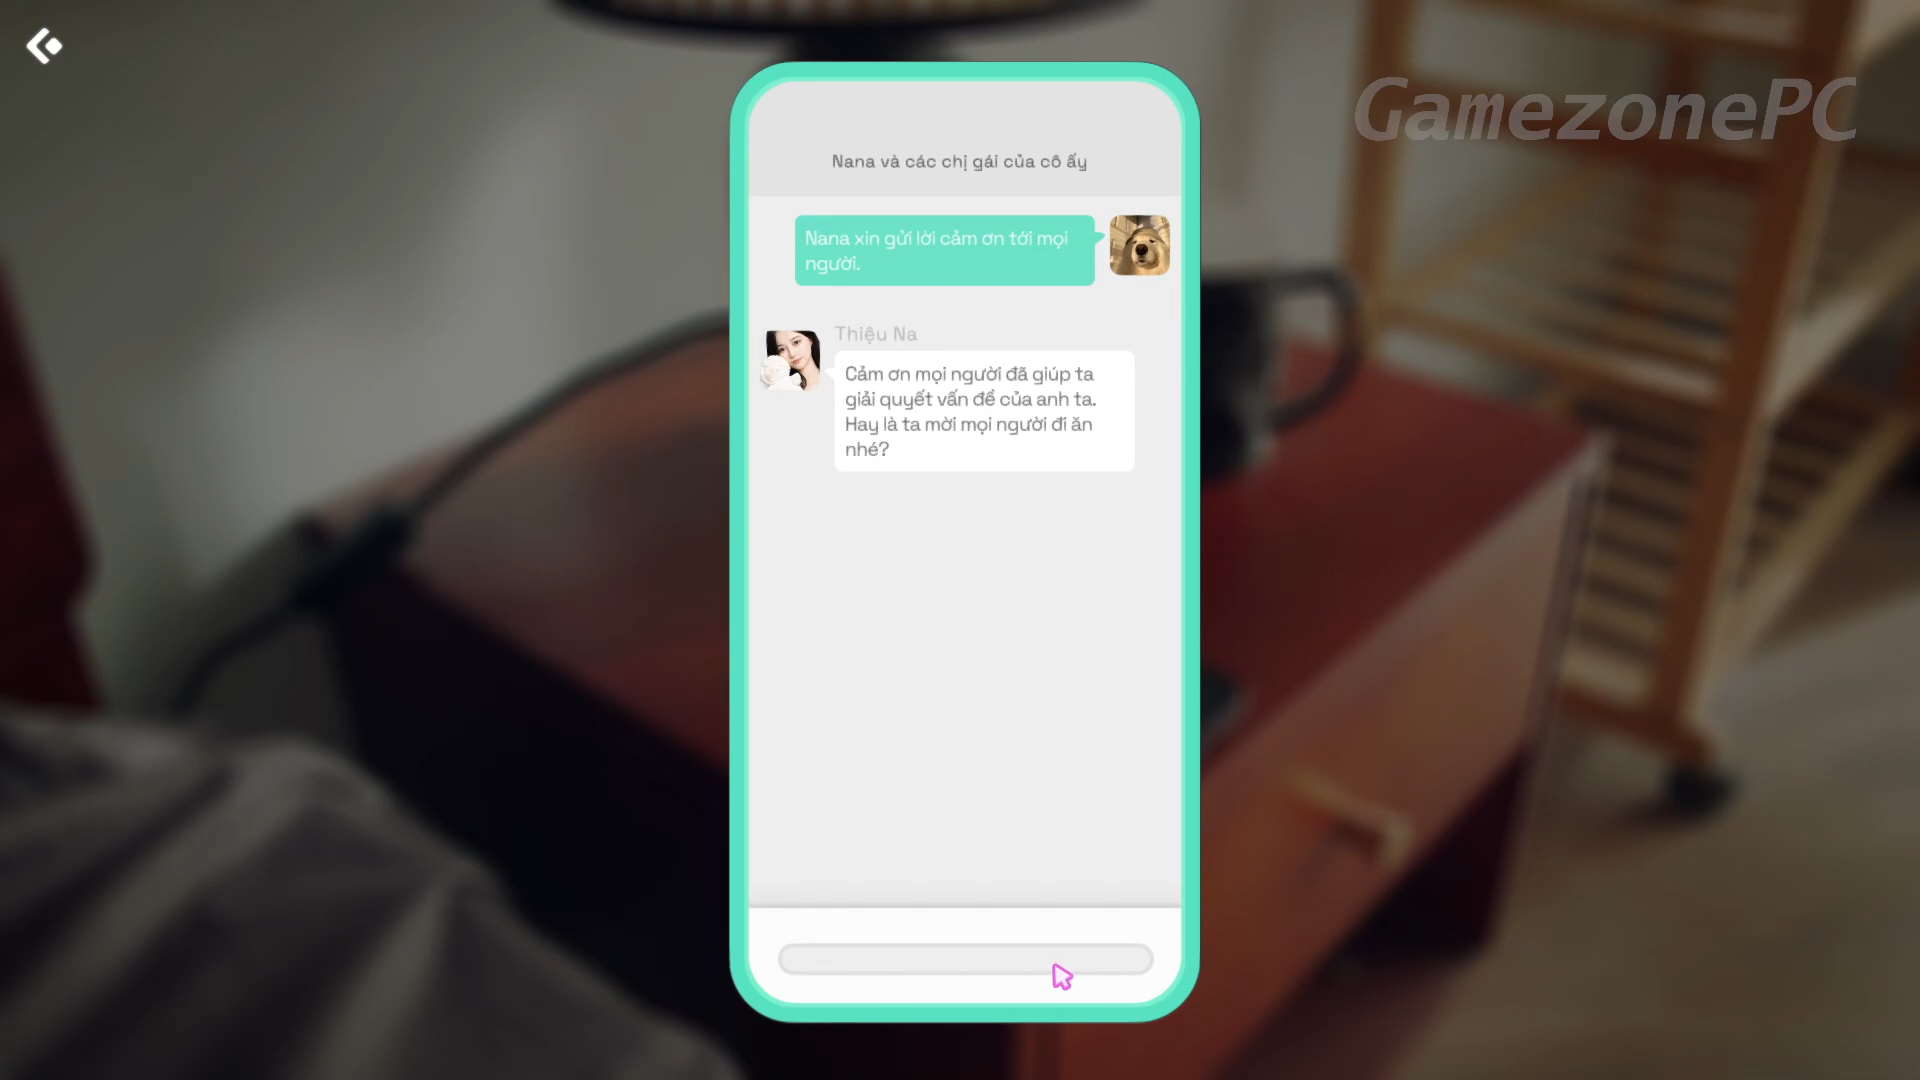 GamezonePC
Nana và các chị gái của cô ấy
Nana xin gửi lời cảm ơn tới mọi
người.
Thiệu Na
Cảm ơn mọi người đã giúp ta
giải quyết vấn đề của anh ta.
Hay là ta mời mọi người đi ăn
nhé?